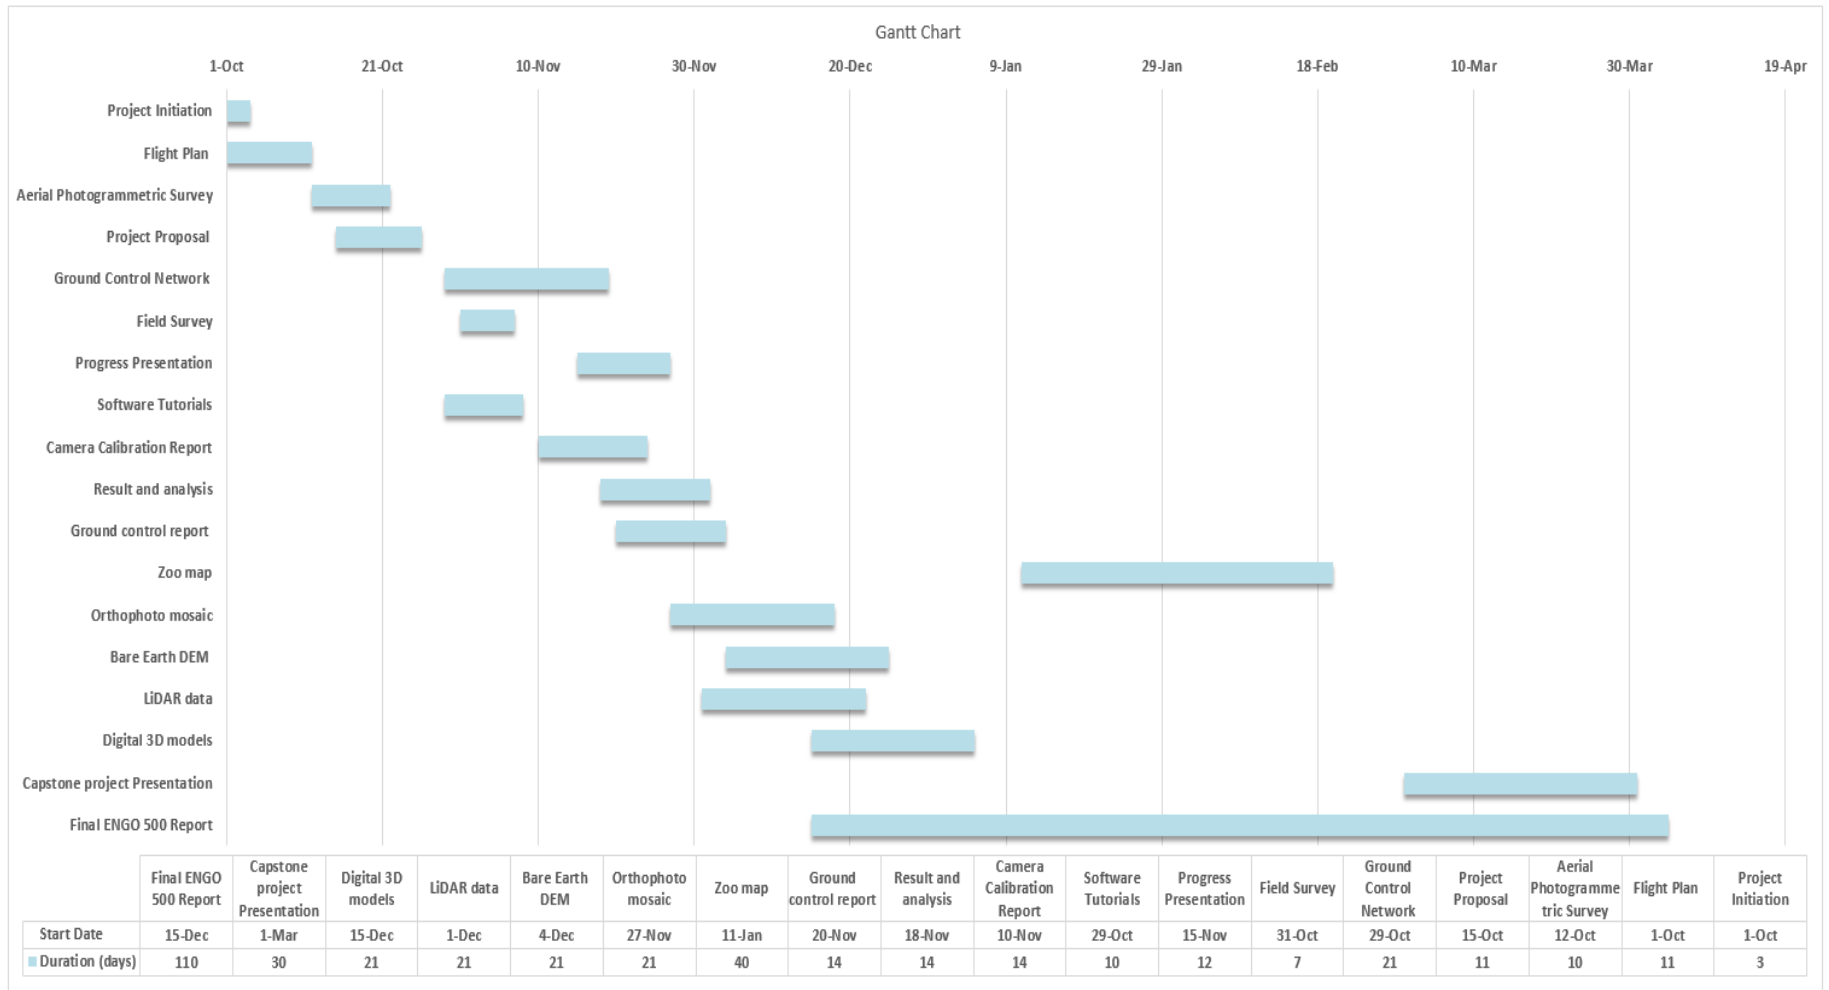 Gantt Chart
1-Oct 21-Oct 10-Nov 30-Nov 20-Dec 9-Jan 29-Jan 18-Feb 10-Mar 30-Mar 19-Apr
Project Initiation
Flight Plan
Aerial Photogrammetric Survey
Project Proposal
Ground Control Network
Field Survey
Progress Presentation
Software Tutorials
Camera Calibration Report
Result and analysis
Ground control report
Zoo map
Orthophoto mosaic
Bare Earth DEM
LiDAR data
Digital 3D models
Capstone project Presentation
Final ENGO 500 Report
Final ENGO
500 Report
Capstone
project
Presentation
Digital 3D
models
LiDAR data
Bare Earth
DEM
Orthophoto
mosaic
Zoo map
Ground
control report
Result and
analysis
Camera
Calibration
Report
Software
Tutorials
Progress
Presentation
Field Survey
Ground
Control
Network
Project
Proposal
Aerial
Photogramme
tric Survey
Flight Plan
Project
Initiation
Start Date 15-Dec 1-Mar 15-Dec 1-Dec 4-Dec 27-Nov 11-Jan 20-Nov 18-Nov 10-Nov 29-Oct 15-Nov 31-Oct 29-Oct 15-Oct 12-Oct 1-Oct 1-Oct
Duration (days) 110 30 21 21 21 21 40 14 14 14 10 12 7 21 11 10 11 3